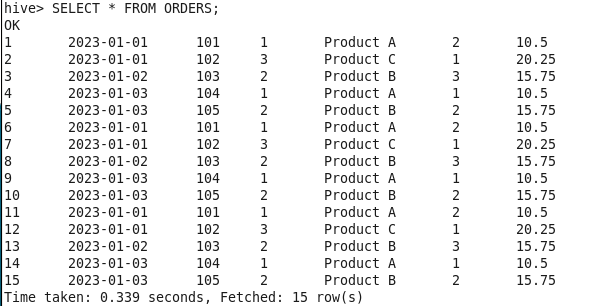 hive> SELECT * FROM ORDERS;
OK
1 2023-01-01 101 1 Product A 2 10.5
2 2023-01-01 102 3 Product C 1 20.25
3 2023-01-02 103 2 Product B 3 15.75
4 2023-01-03 104 1 Product A 1 10.5
5 2023-01-03 105 2 Product B 2 15.75
6 2023-01-01 101 1 Product A 2 10.5
7 2023-01-01 102 3 Product C 1 20.25
8 2023-01-02 103 2 Product B 3 15.75
9 2023-01-03 104 1 Product A 1 10.5
10 2023-01-03 105 2 Product B 2 15.75
11 2023-01-01 101 1 Product A 2 10.5
12 2023-01-01 102 3 Product C 1 20.25
13 2023-01-02 103 2 Product B 3 15.75
14 2023-01-03 104 1 Product A 1 10.5
15 2023-01-03 105 2 Product B 2 15.75
Time taken: 0.339 seconds, Fetched: 15 row(s)